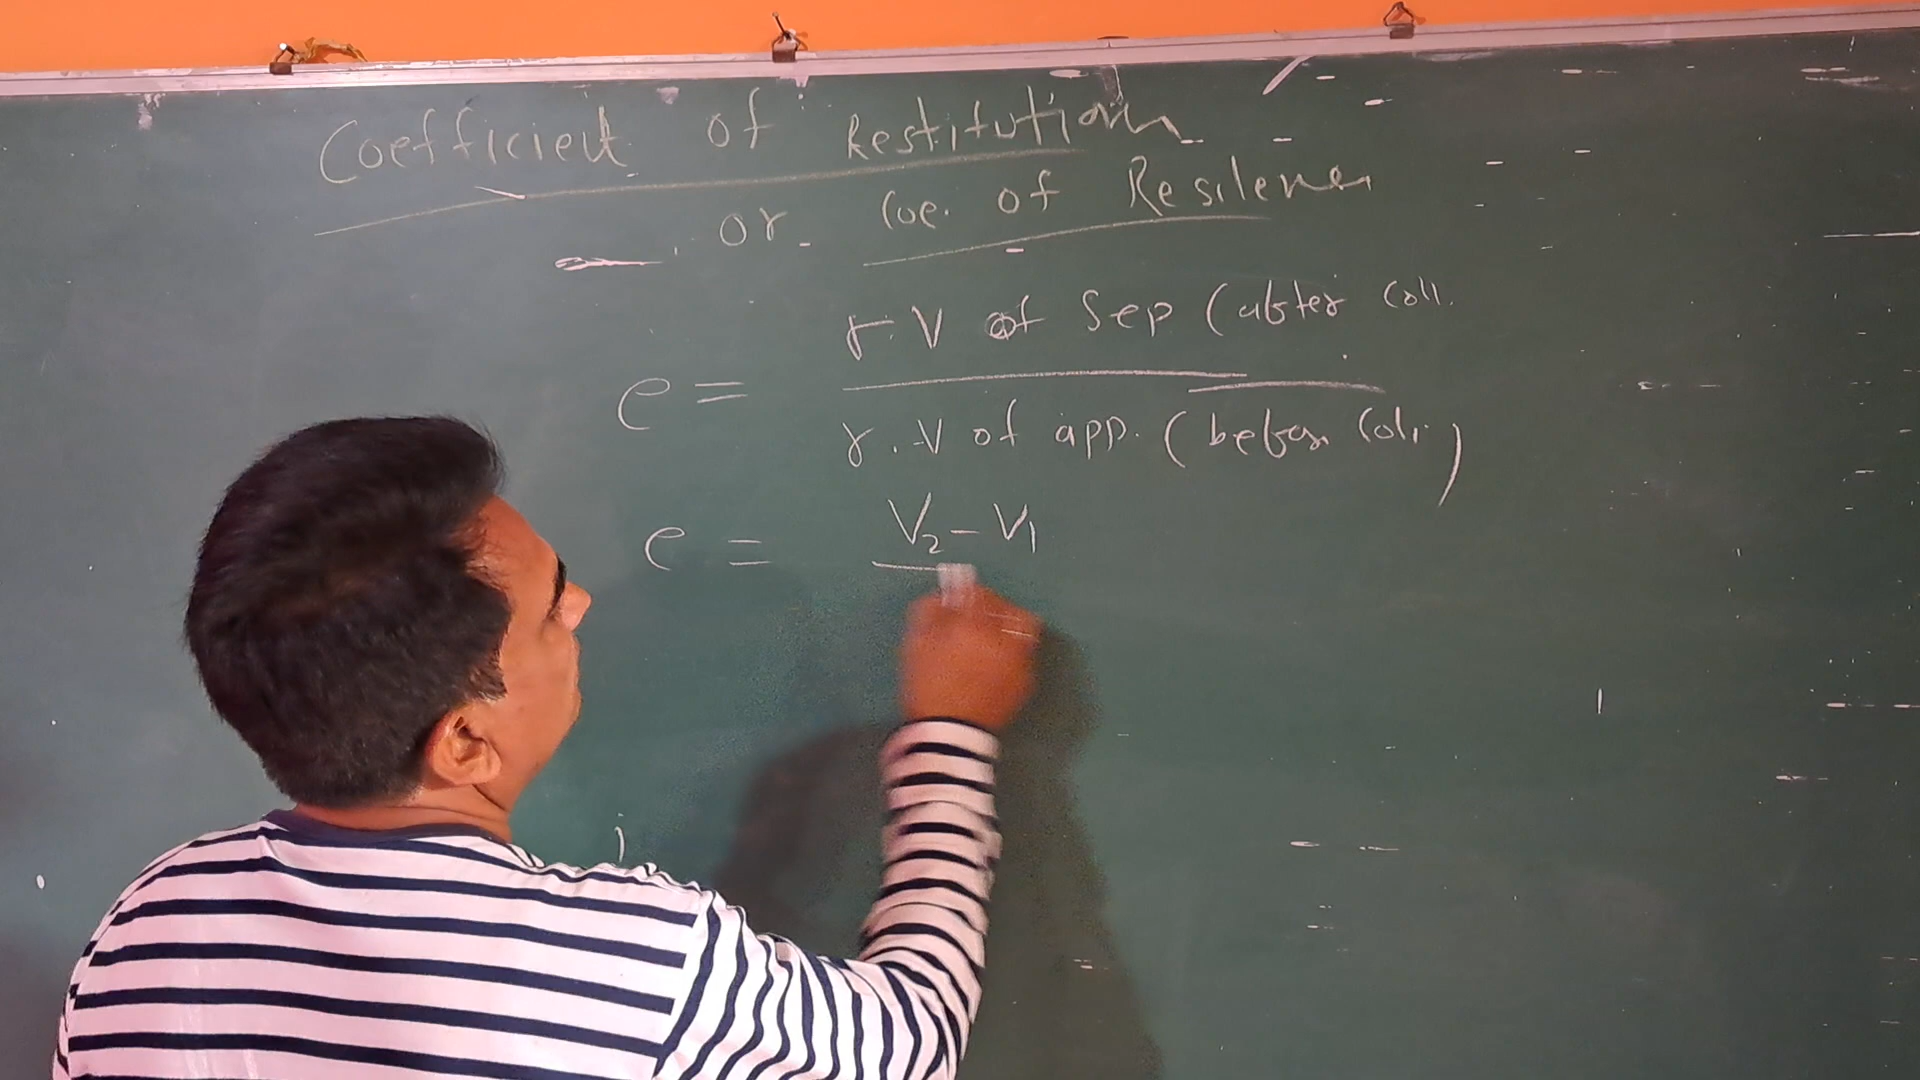 Coefficient of Restitution
or Coe. of Resilence
r.V of Sep (after Coll.
e =
r.V of app. (before Coll.)
e = V₂ - V₁